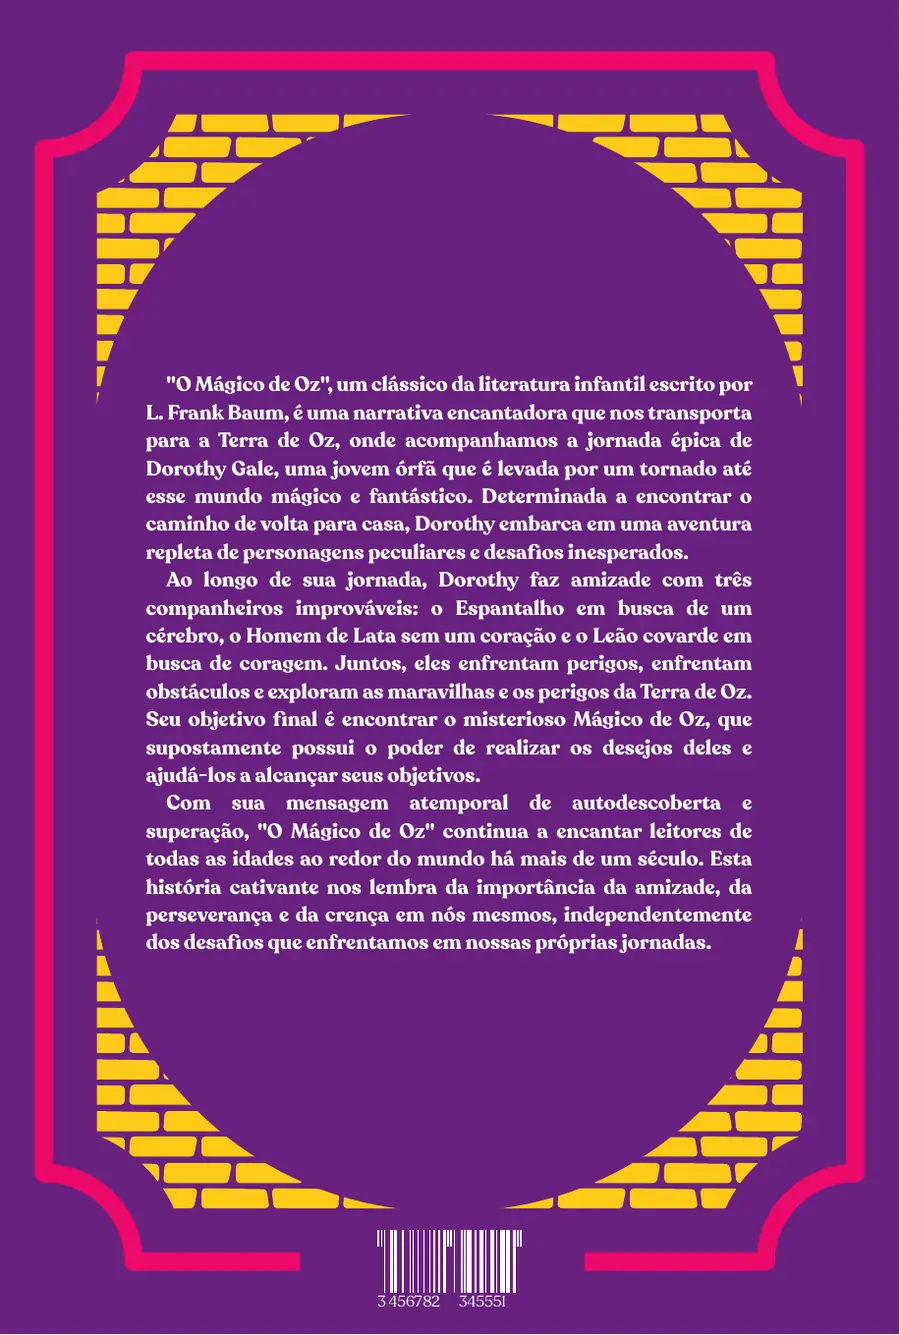 "O Mágico de Oz", um clássico da literatura infantil escrito por
L. Frank Baum, é uma narrativa encantadora que nos transporta
para a Terra de Oz, onde acompanhamos a jornada épica de
Dorothy Gale, uma jovem órfã que é levada por um tornado até
esse mundo mágico e fantástico. Determinada a encontrar o
caminho de volta para casa, Dorothy embarca em uma aventura
repleta de personagens peculiares e desafios inesperados.
Ao longo de sua jornada, Dorothy faz amizade com três
companheiros improváveis: o Espantalho em busca de um
cérebro, o Homem de Lata sem um coração e o Leão covarde em
busca de coragem. Juntos, eles enfrentam perigos, enfrentam
obstáculos e exploram as maravilhas e os perigos da Terra de Oz.
Seu objetivo final é encontrar o misterioso Mágico de Oz, que
supostamente possui o poder de realizar os desejos deles e
ajudá-los a alcançar seus objetivos.
Com sua mensagem atemporal de autodescoberta e
superação, "O Mágico de Oz" continua a encantar leitores de
todas as idades ao redor do mundo há mais de um século. Esta
história cativante nos lembra da importância da amizade, da
perseverança e da crença em nós mesmos, independentemente
dos desafios que enfrentamos em nossas próprias jornadas.
3 456782 345551